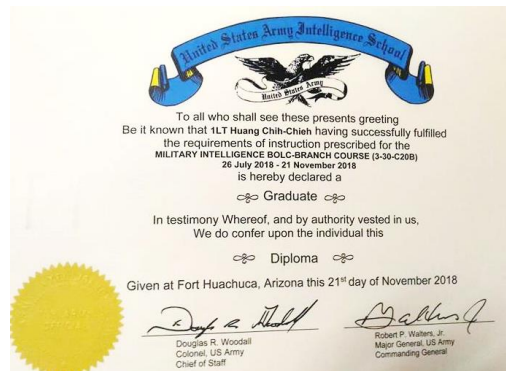 United States Army Intelligence School
United States Army
To all who shall see these presents greeting
Be it known that 1LT Huang Chih-Chieh having successfully fulfilled
the requirements of instruction prescribed for the
MILITARY INTELLIGENCE BOLC-BRANCH COURSE (3-30-C20B)
26 July 2018 - 21 November 2018
is hereby declared a
Graduate
In testimony Whereof, and by authority vested in us,
We do confer upon the individual this
Diploma
Given at Fort Huachuca, Arizona this 21st day of November 2018
Douglas R. Woodall
Colonel, US Army
Chief of Staff
Robert P. Walters, Jr.
Major General, US Army
Commanding General